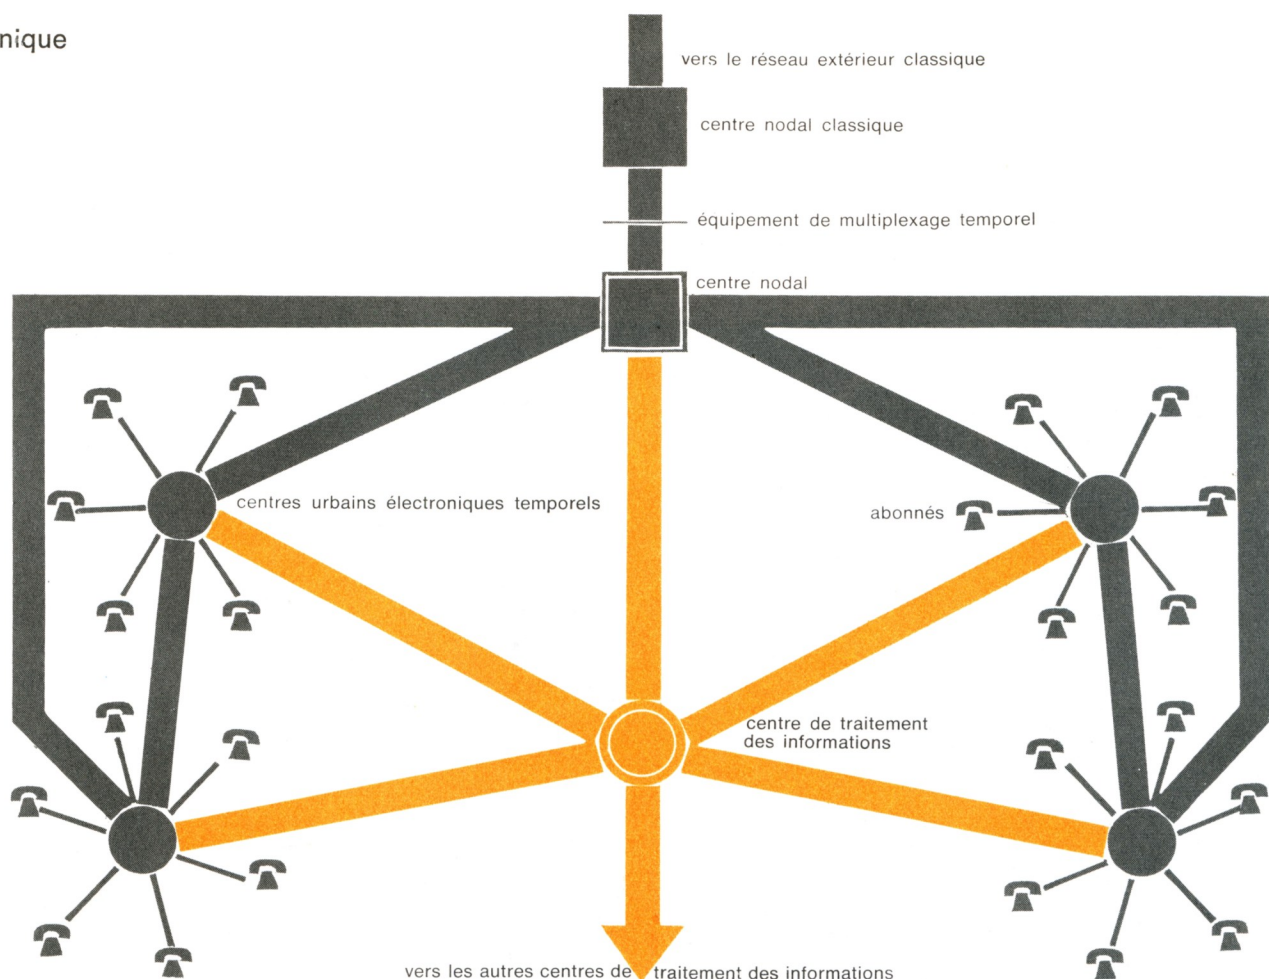 nique
vers le réseau extérieur classique
centre nodal classique
équipement de multiplexage temporel
centre nodal
centres urbains électroniques temporels
abonnés
centre de traitement
des informations
vers les autres centres de traitement des informations